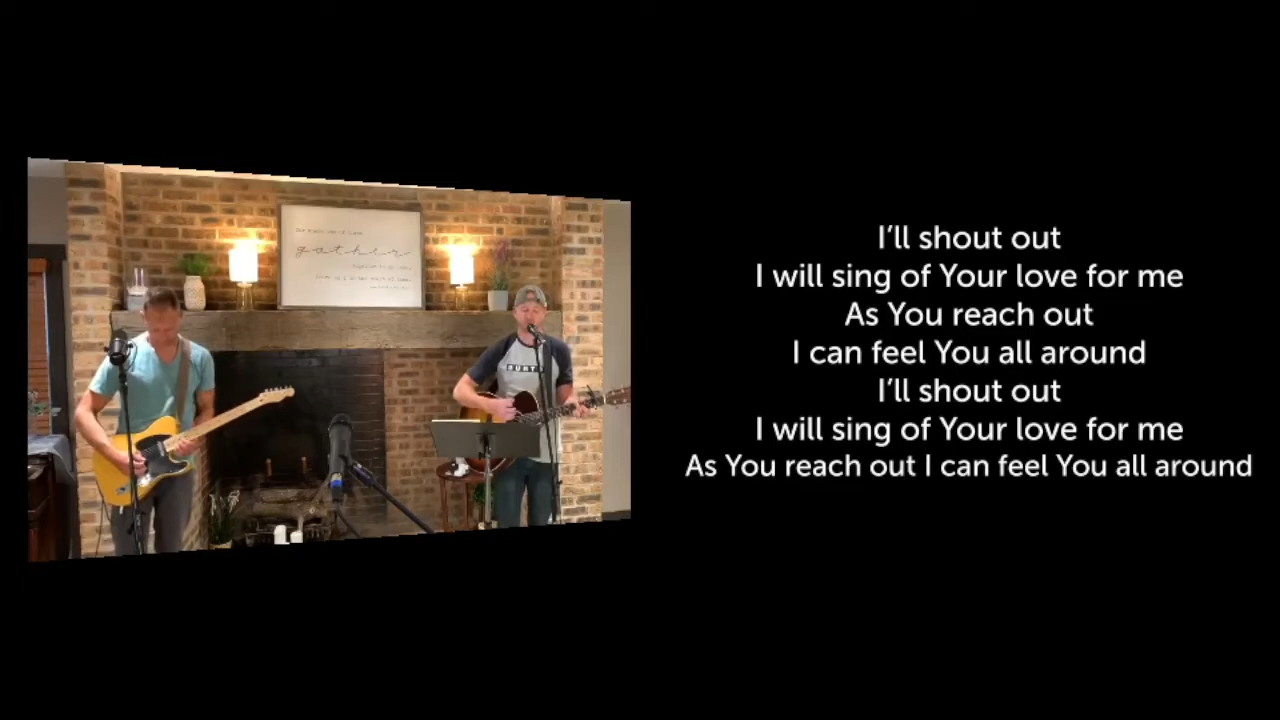 gather
I'll shout out
I will sing of Your love for me
As You reach out
I can feel You all around
I'll shout out
I will sing of Your love for me
As You reach out I can feel You all around